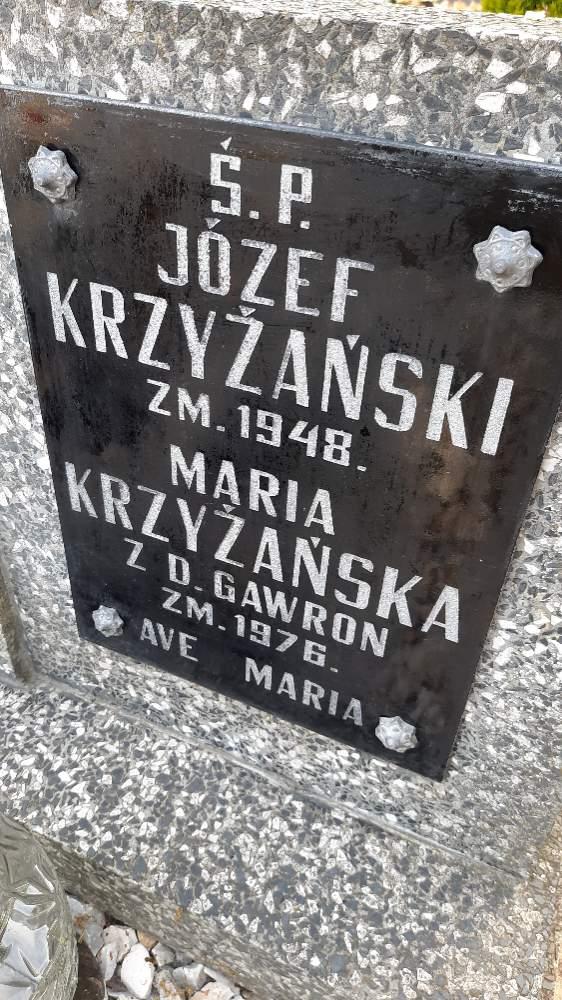 Ś.P.
JÓZEF
KRZYŻAŃSKI
ZM. 1948.
MARIA
KRZYŻAŃSKA
Z D. GAWRON
ZM. 1976.
AVE MARIA